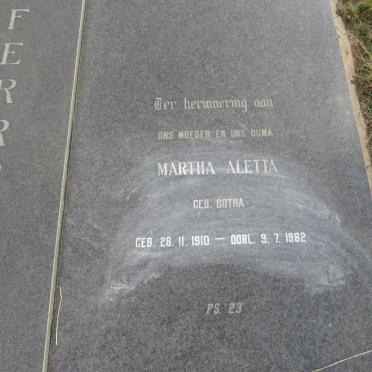 F
E
R
R
Ter herinnering aan
ONS MOEDER EN ONS OUMA
MARTHA ALETTA
GEB. BOTHA
GEB. 28. 11. 1910 — OORL. 9. 7. 1982
PS. 23